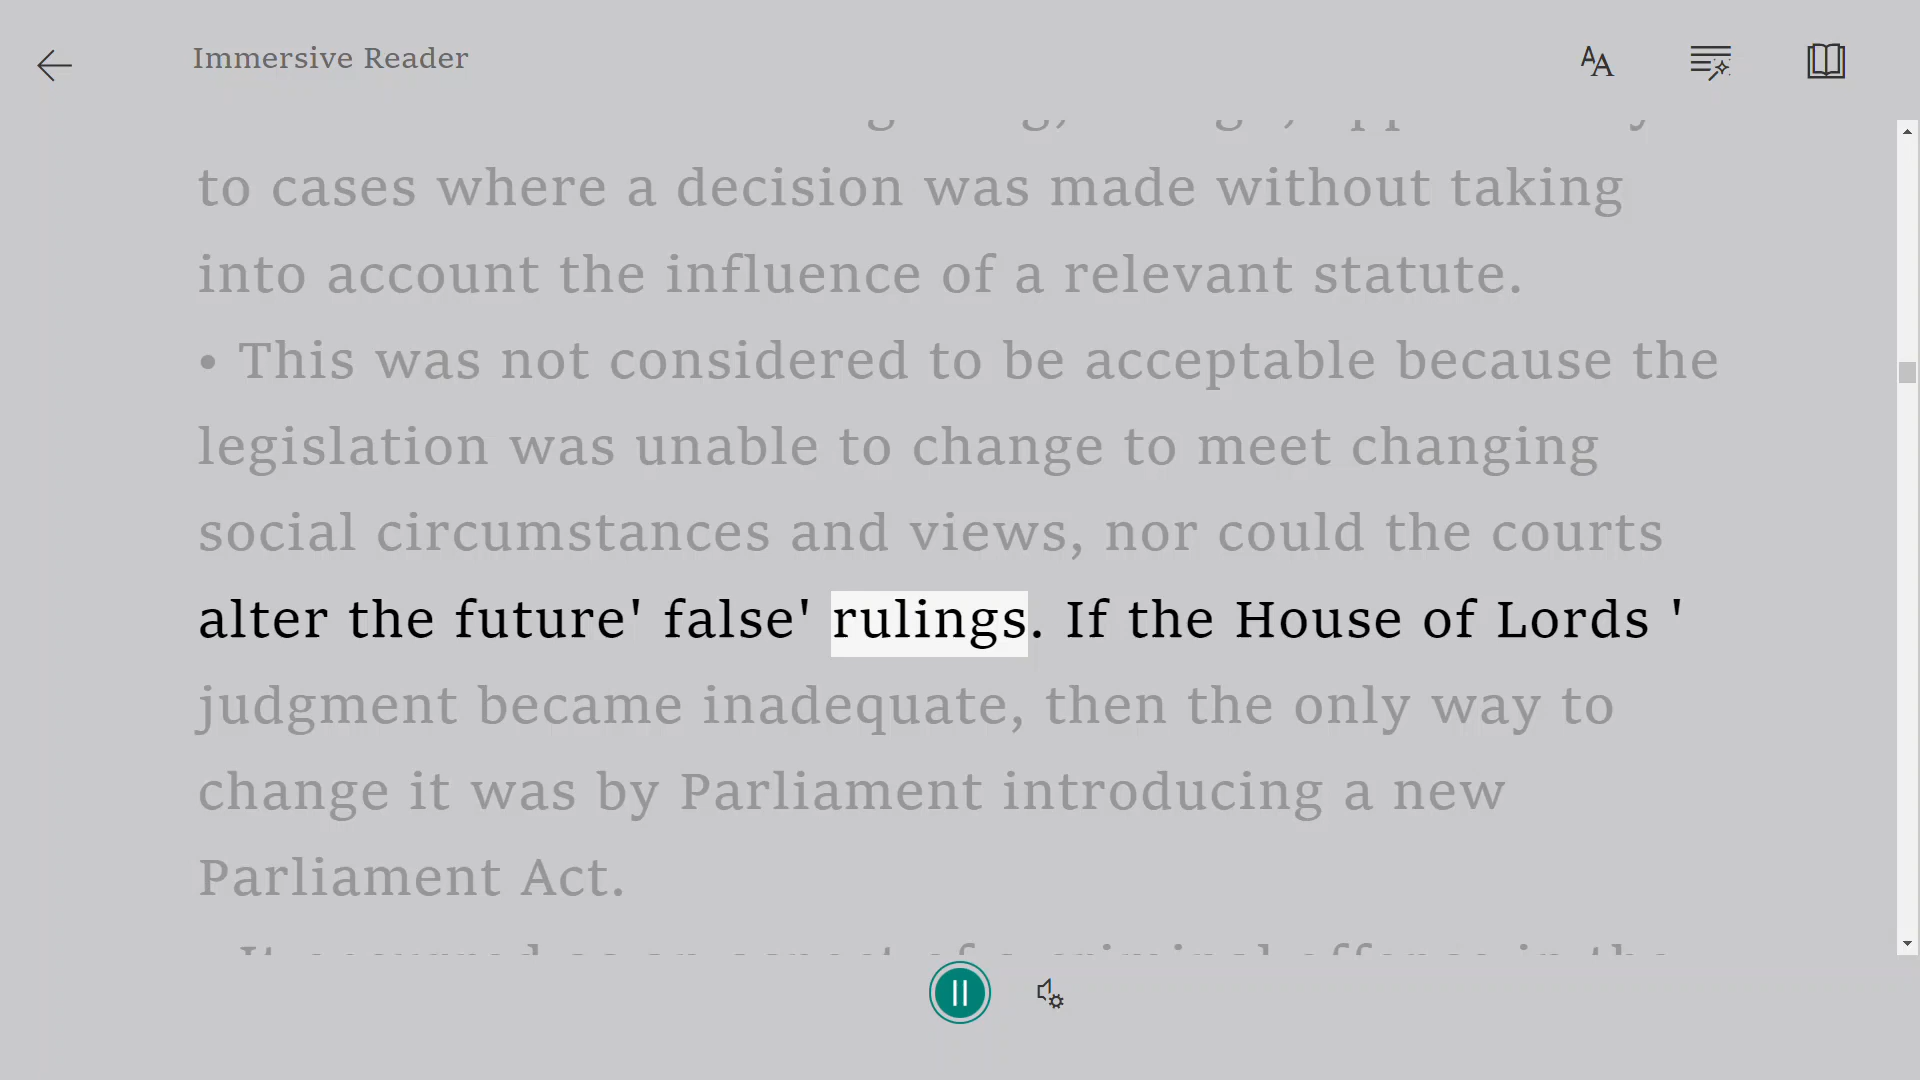 Immersive Reader
to cases where a decision was made without taking
into account the influence of a relevant statute.
• This was not considered to be acceptable because the
legislation was unable to change to meet changing
social circumstances and views, nor could the courts
alter the future' false' rulings. If the House of Lords '
judgment became inadequate, then the only way to
change it was by Parliament introducing a new
Parliament Act.